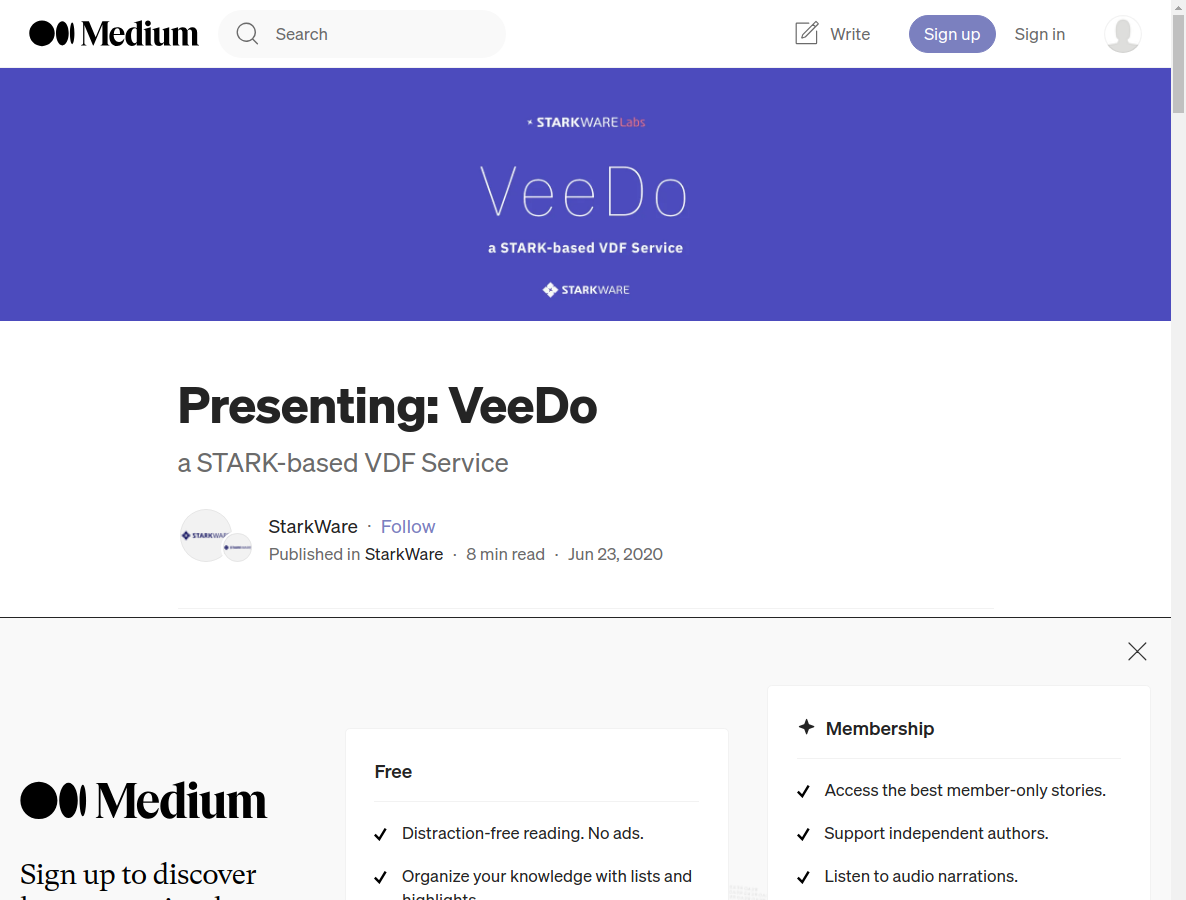 Medium
Search
Write
Sign up
Sign in
STARKWARE Labs
VeeDo
a STARK-based VDF Service
STARKWARE
Presenting: VeeDo
a STARK-based VDF Service
STARKWARE
STARKWARE
StarkWare · Follow
Published in StarkWare · 8 min read · Jun 23, 2020
Medium
Sign up to discover
Free
Distraction-free reading. No ads.
Organize your knowledge with lists and
highlights.
Membership
Access the best member-only stories.
Support independent authors.
Listen to audio narrations.